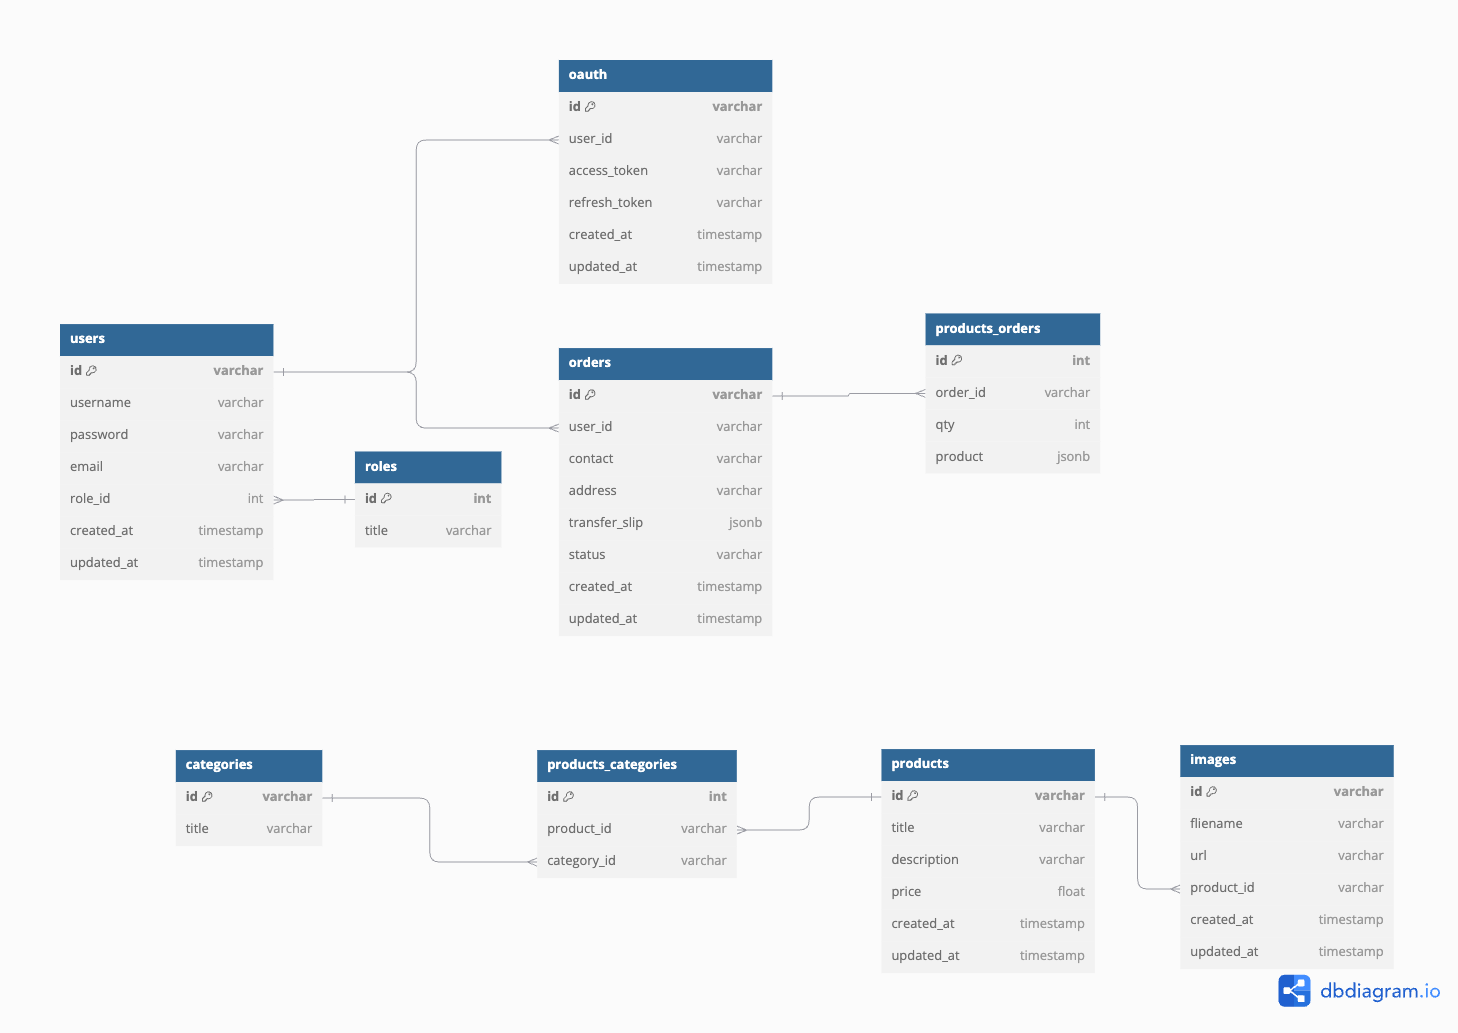 oauth
id varchar
user_id varchar
access_token varchar
refresh_token varchar
created_at timestamp
updated_at timestamp
users
id varchar
username varchar
password varchar
email varchar
role_id int
created_at timestamp
updated_at timestamp
roles
id int
title varchar
orders
id varchar
user_id varchar
contact varchar
address varchar
transfer_slip jsonb
status varchar
created_at timestamp
updated_at timestamp
products_orders
id int
order_id varchar
qty int
product jsonb
categories
id varchar
title varchar
products_categories
id int
product_id varchar
category_id varchar
products
id varchar
title varchar
description varchar
price float
created_at timestamp
updated_at timestamp
images
id varchar
fliename varchar
url varchar
product_id varchar
created_at timestamp
updated_at timestamp
dbdiagram.io